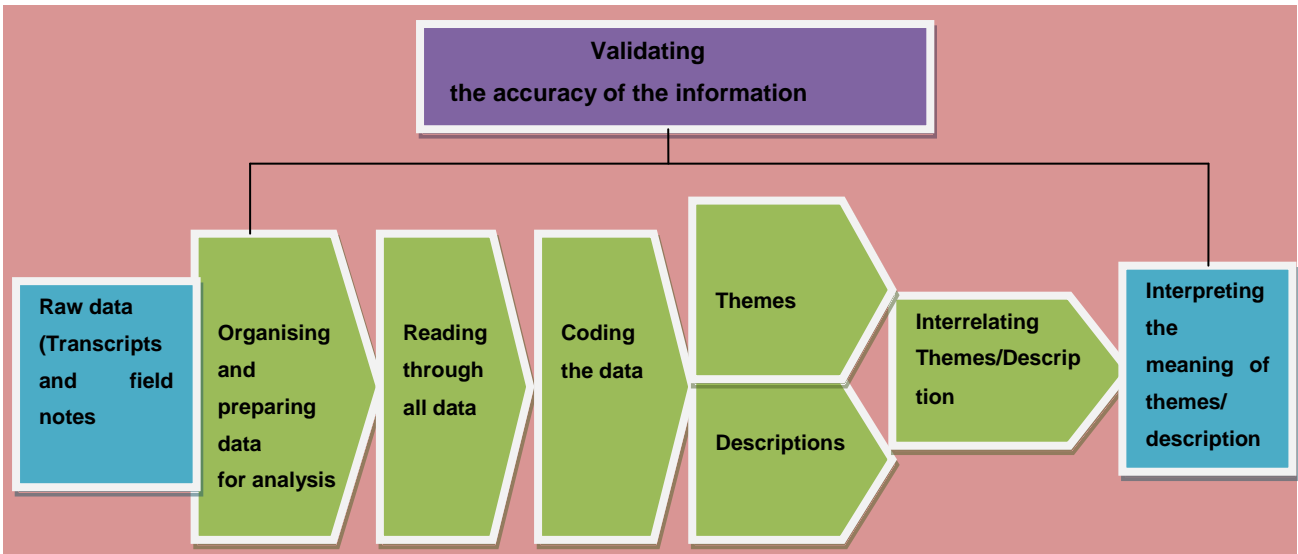 Validating
the accuracy of the information
Raw data
(Transcripts
and field
notes
Organising
and
preparing
data
for analysis
Reading
through
all data
Coding
the data
Themes
Descriptions
Interrelating
Themes/Descrip
tion
Interpreting
the
meaning of
themes/
description